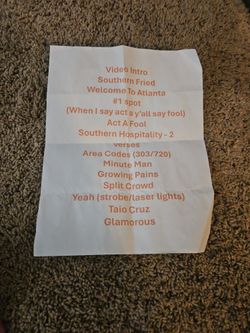 Video Intro
Southern Fried
Welcome To Atlanta
#1 spot
(When I say act a y'all say fool)
Act A Fool
Southern Hospitality - 2
verses
Area Codes (303/720)
Minute Man
Growing Pains
Split Crowd
Yeah (strobe/laser lights)
Taio Cruz
Glamorous